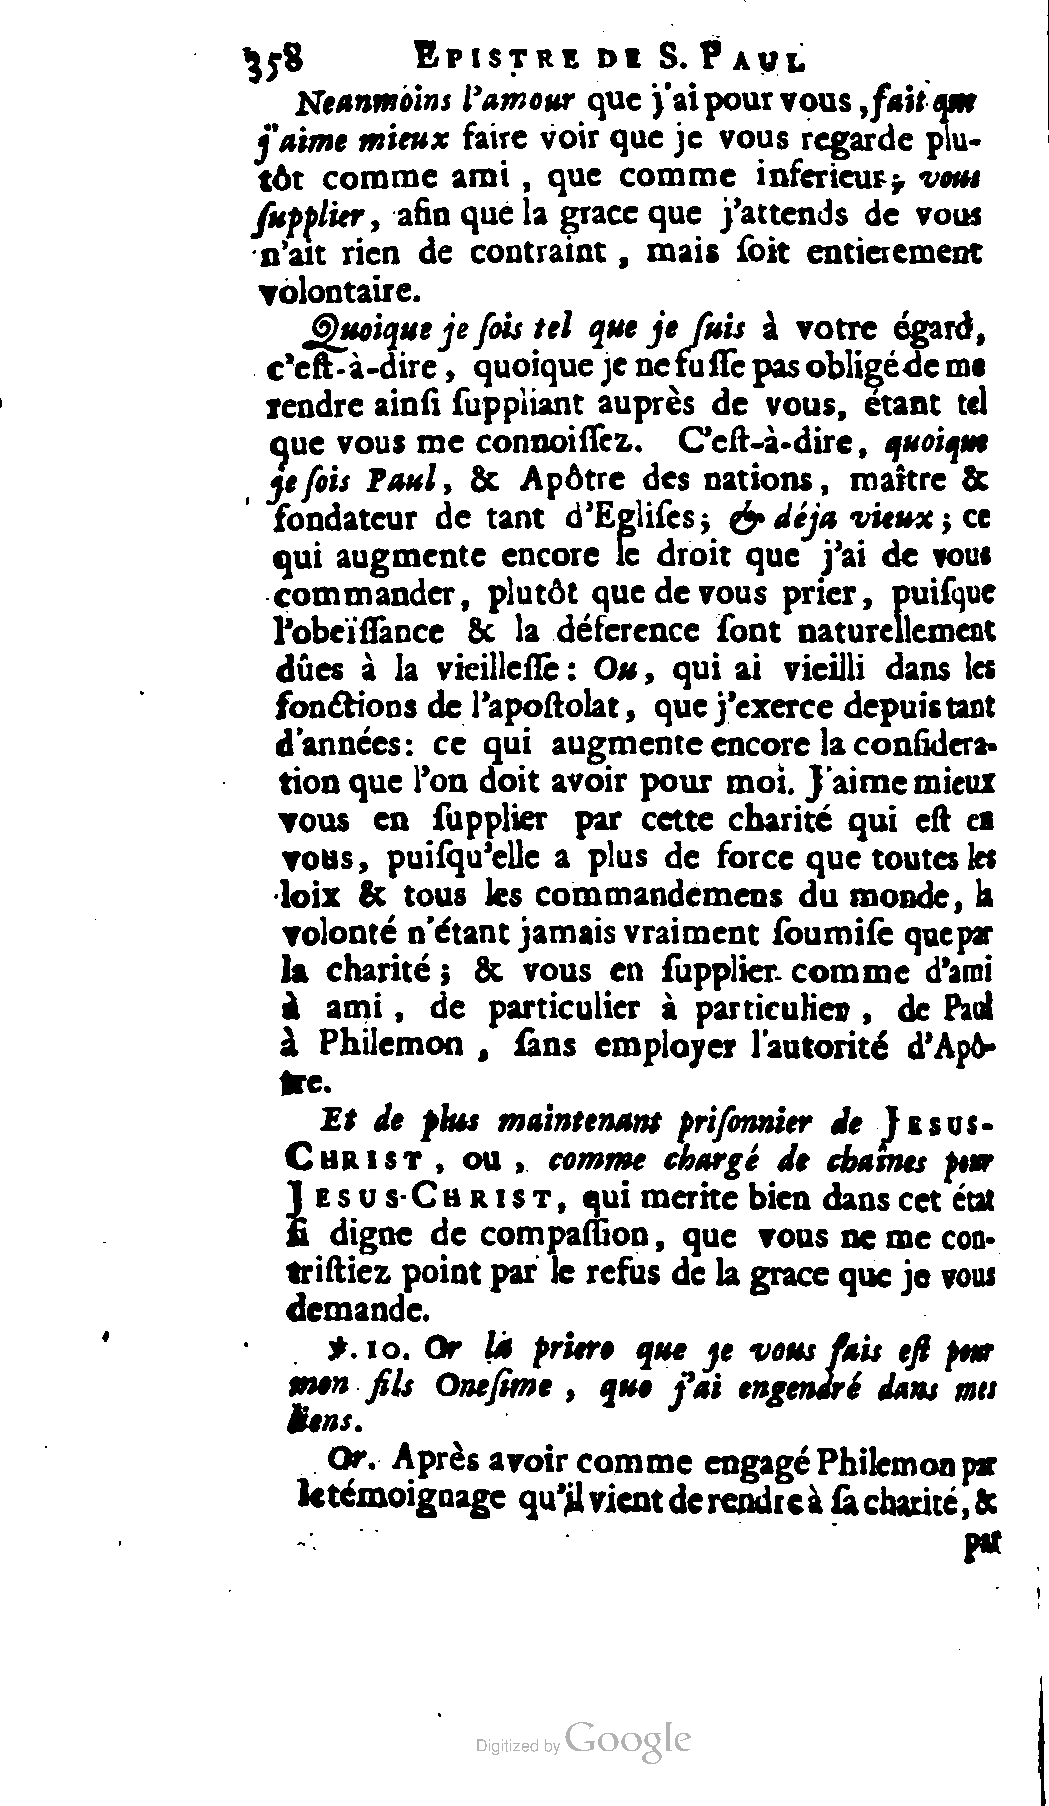 358 EPISTRE DE S. PAUL
Neanmoins l'amour que j'ai pour vous, fait que
j'aime mieux faire voir que je vous regarde plu-
tôt comme ami, que comme inferieur; vous
ſupplier, afin que la grace que j'attends de vous
n'ait rien de contraint, mais ſoit entierement
volontaire.
Quoique je ſois tel que je ſuis à votre égard,
c'eſt-à-dire, quoique je ne fuſſe pas obligé de me
rendre ainſi ſuppliant auprès de vous, étant tel
que vous me connoiſſez. C'eſt-à-dire, quoique
je ſois Paul, & Apôtre des nations, maître &
fondateur de tant d'Egliſes; & déja vieux; ce
qui augmente encore le droit que j'ai de vous
commander, plutôt que de vous prier, puiſque
l'obeïſſance & la déference ſont naturellement
dûes à la vieilleſſe: Ou, qui ai vieilli dans les
fonctions de l'apoſtolat, que j'exerce depuis tant
d'années: ce qui augmente encore la conſidera-
tion que l'on doit avoir pour moi. J'aime mieux
vous en ſupplier par cette charité qui eſt en
vous, puiſqu'elle a plus de force que toutes les
loix & tous les commandemens du monde, la
volonté n'étant jamais vraiment ſoumiſe que par
la charité; & vous en ſupplier comme d'ami
à ami, de particulier à particulier, de Paul
à Philemon, ſans employer l'autorité d'Apô-
tre.
Et de plus maintenant priſonnier de JESUS-
CHRIST, ou, comme chargé de chaînes pour
JESUS-CHRIST, qui merite bien dans cet état
ſi digne de compaſſion, que vous ne me con-
triſtiez point par le refus de la grace que je vous
demande.
℣. 10. Or la priere que je vous fais eſt pour
mon fils Oneſime, que j'ai engendré dans mes
liens.
Or. Après avoir comme engagé Philemon par
le témoignage qu'il vient de rendre à ſa charité, &
par
Digitized by Google